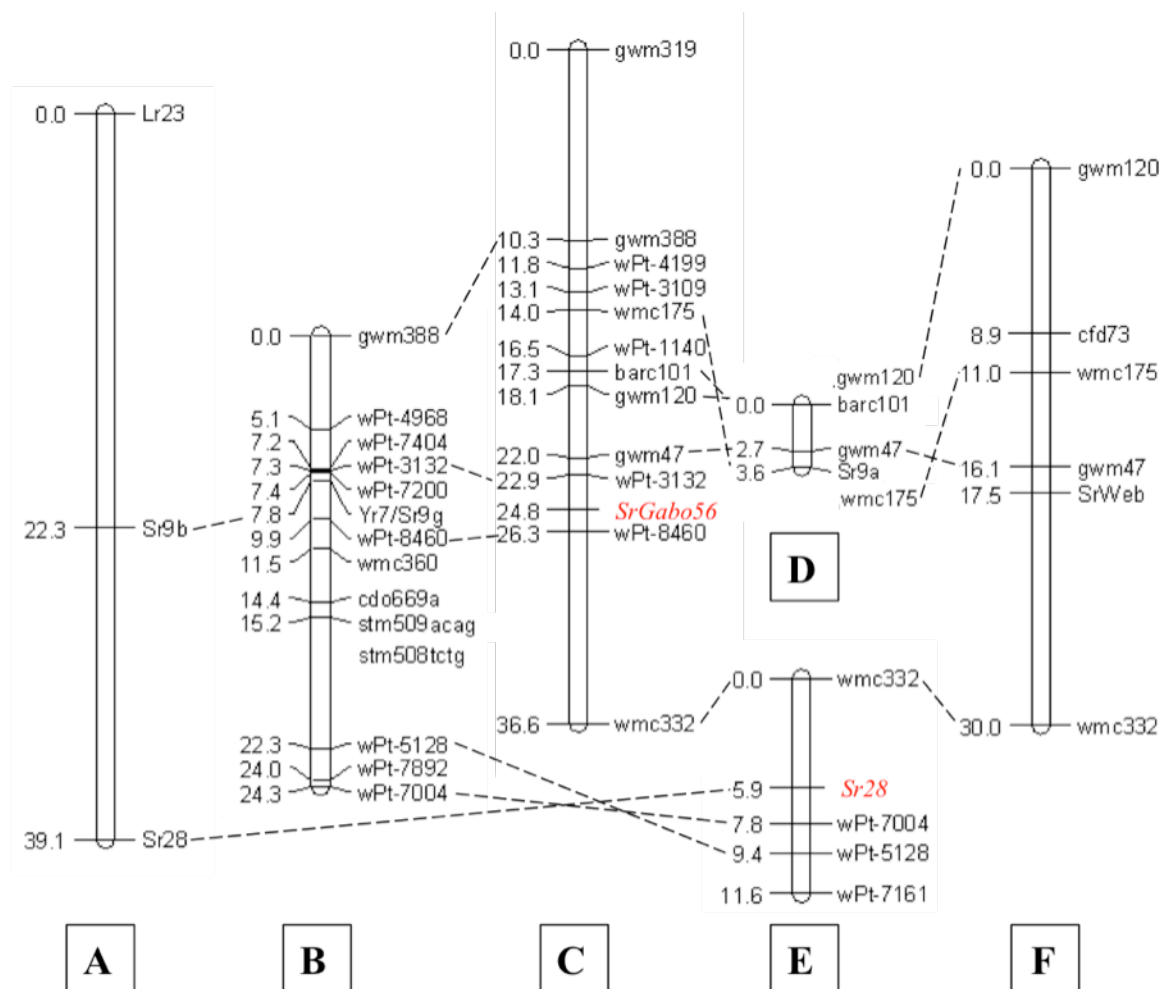 0.0 Lr23
22.3 Sr9b
39.1 Sr28
A
0.0 gwm388
5.1 wPt-4968
7.2 wPt-7404
7.3 wPt-3132
7.4 wPt-7200
7.8 Yr7/Sr9g
9.9 wPt-8460
11.5 wmc360
14.4 cdo669a
15.2 stm509acag
stm508tctg
22.3 wPt-5128
24.0 wPt-7892
24.3 wPt-7004
B
0.0 gwm319
10.3 gwm388
11.8 wPt-4199
13.1 wPt-3109
14.0 wmc175
16.5 wPt-1140
17.3 barc101
18.1 gwm120
22.0 gwm47
22.9 wPt-3132
24.8 SrGabo56
26.3 wPt-8460
36.6 wmc332
C
gwm120
0.0 barc101
2.7 gwm47
3.6 Sr9a
wmc175
D
0.0 wmc332
5.9 Sr28
7.8 wPt-7004
9.4 wPt-5128
11.6 wPt-7161
E
0.0 gwm120
8.9 cfd73
11.0 wmc175
16.1 gwm47
17.5 SrWeb
30.0 wmc332
F